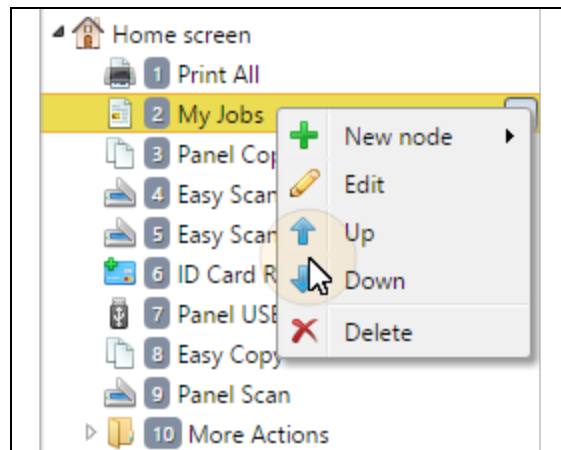 Home screen
1 Print All
2 My Jobs
3 Panel Cop
4 Easy Scan
5 Easy Scan
6 ID Card R
7 Panel USB
8 Easy Copy
9 Panel Scan
10 More Actions
New node
Edit
Up
Down
Delete